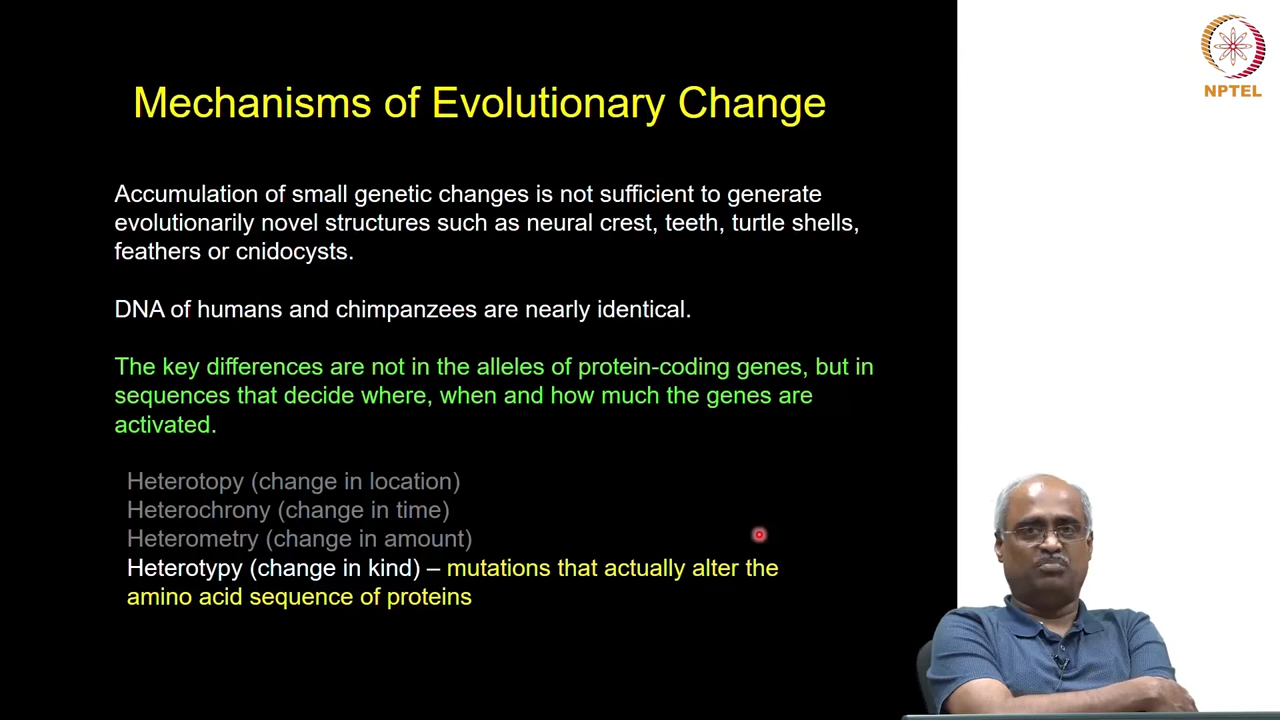 NPTEL
Mechanisms of Evolutionary Change
Accumulation of small genetic changes is not sufficient to generate
evolutionarily novel structures such as neural crest, teeth, turtle shells,
feathers or cnidocysts.
DNA of humans and chimpanzees are nearly identical.
The key differences are not in the alleles of protein-coding genes, but in
sequences that decide where, when and how much the genes are
activated.
Heterotopy (change in location)
Heterochrony (change in time)
Heterometry (change in amount)
Heterotypy (change in kind) – mutations that actually alter the
amino acid sequence of proteins